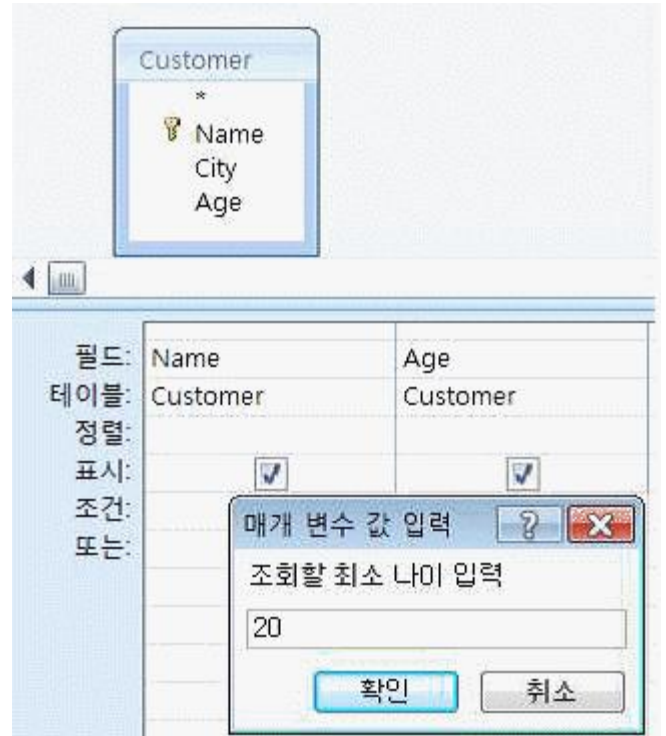 Customer
*
Name
City
Age
필드: Name Age
테이블: Customer Customer
정렬:
표시:
조건:
또는:
매개 변수 값 입력
조회할 최소 나이 입력
20
확인 취소